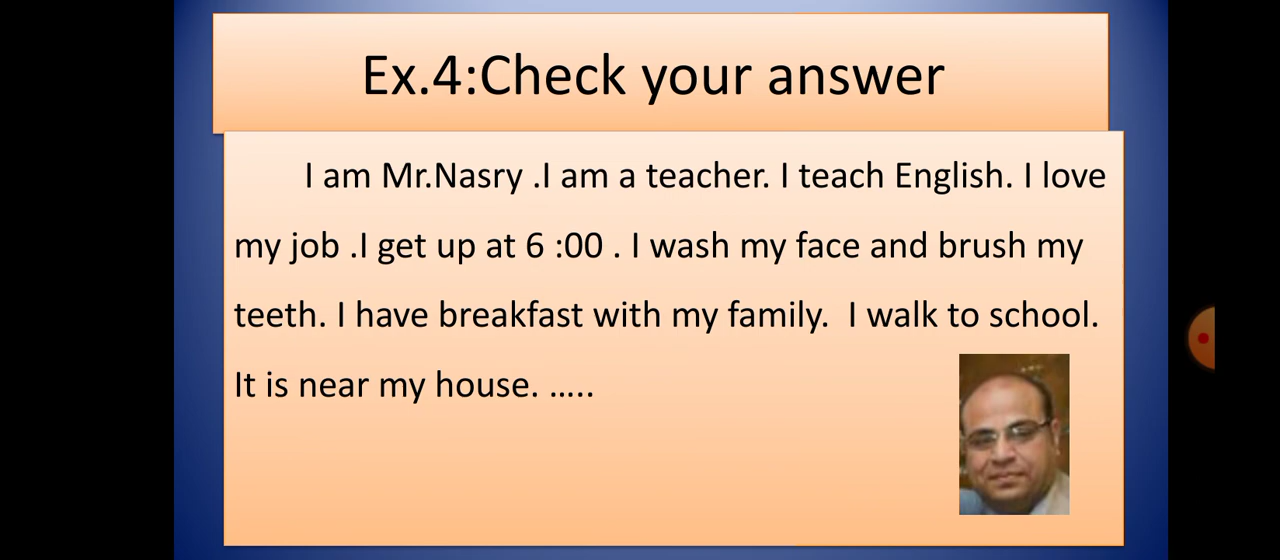 Ex.4:Check your answer
I am Mr.Nasry .I am a teacher. I teach English. I love
my job .I get up at 6 :00 . I wash my face and brush my
teeth. I have breakfast with my family.  I walk to school.
It is near my house. …..